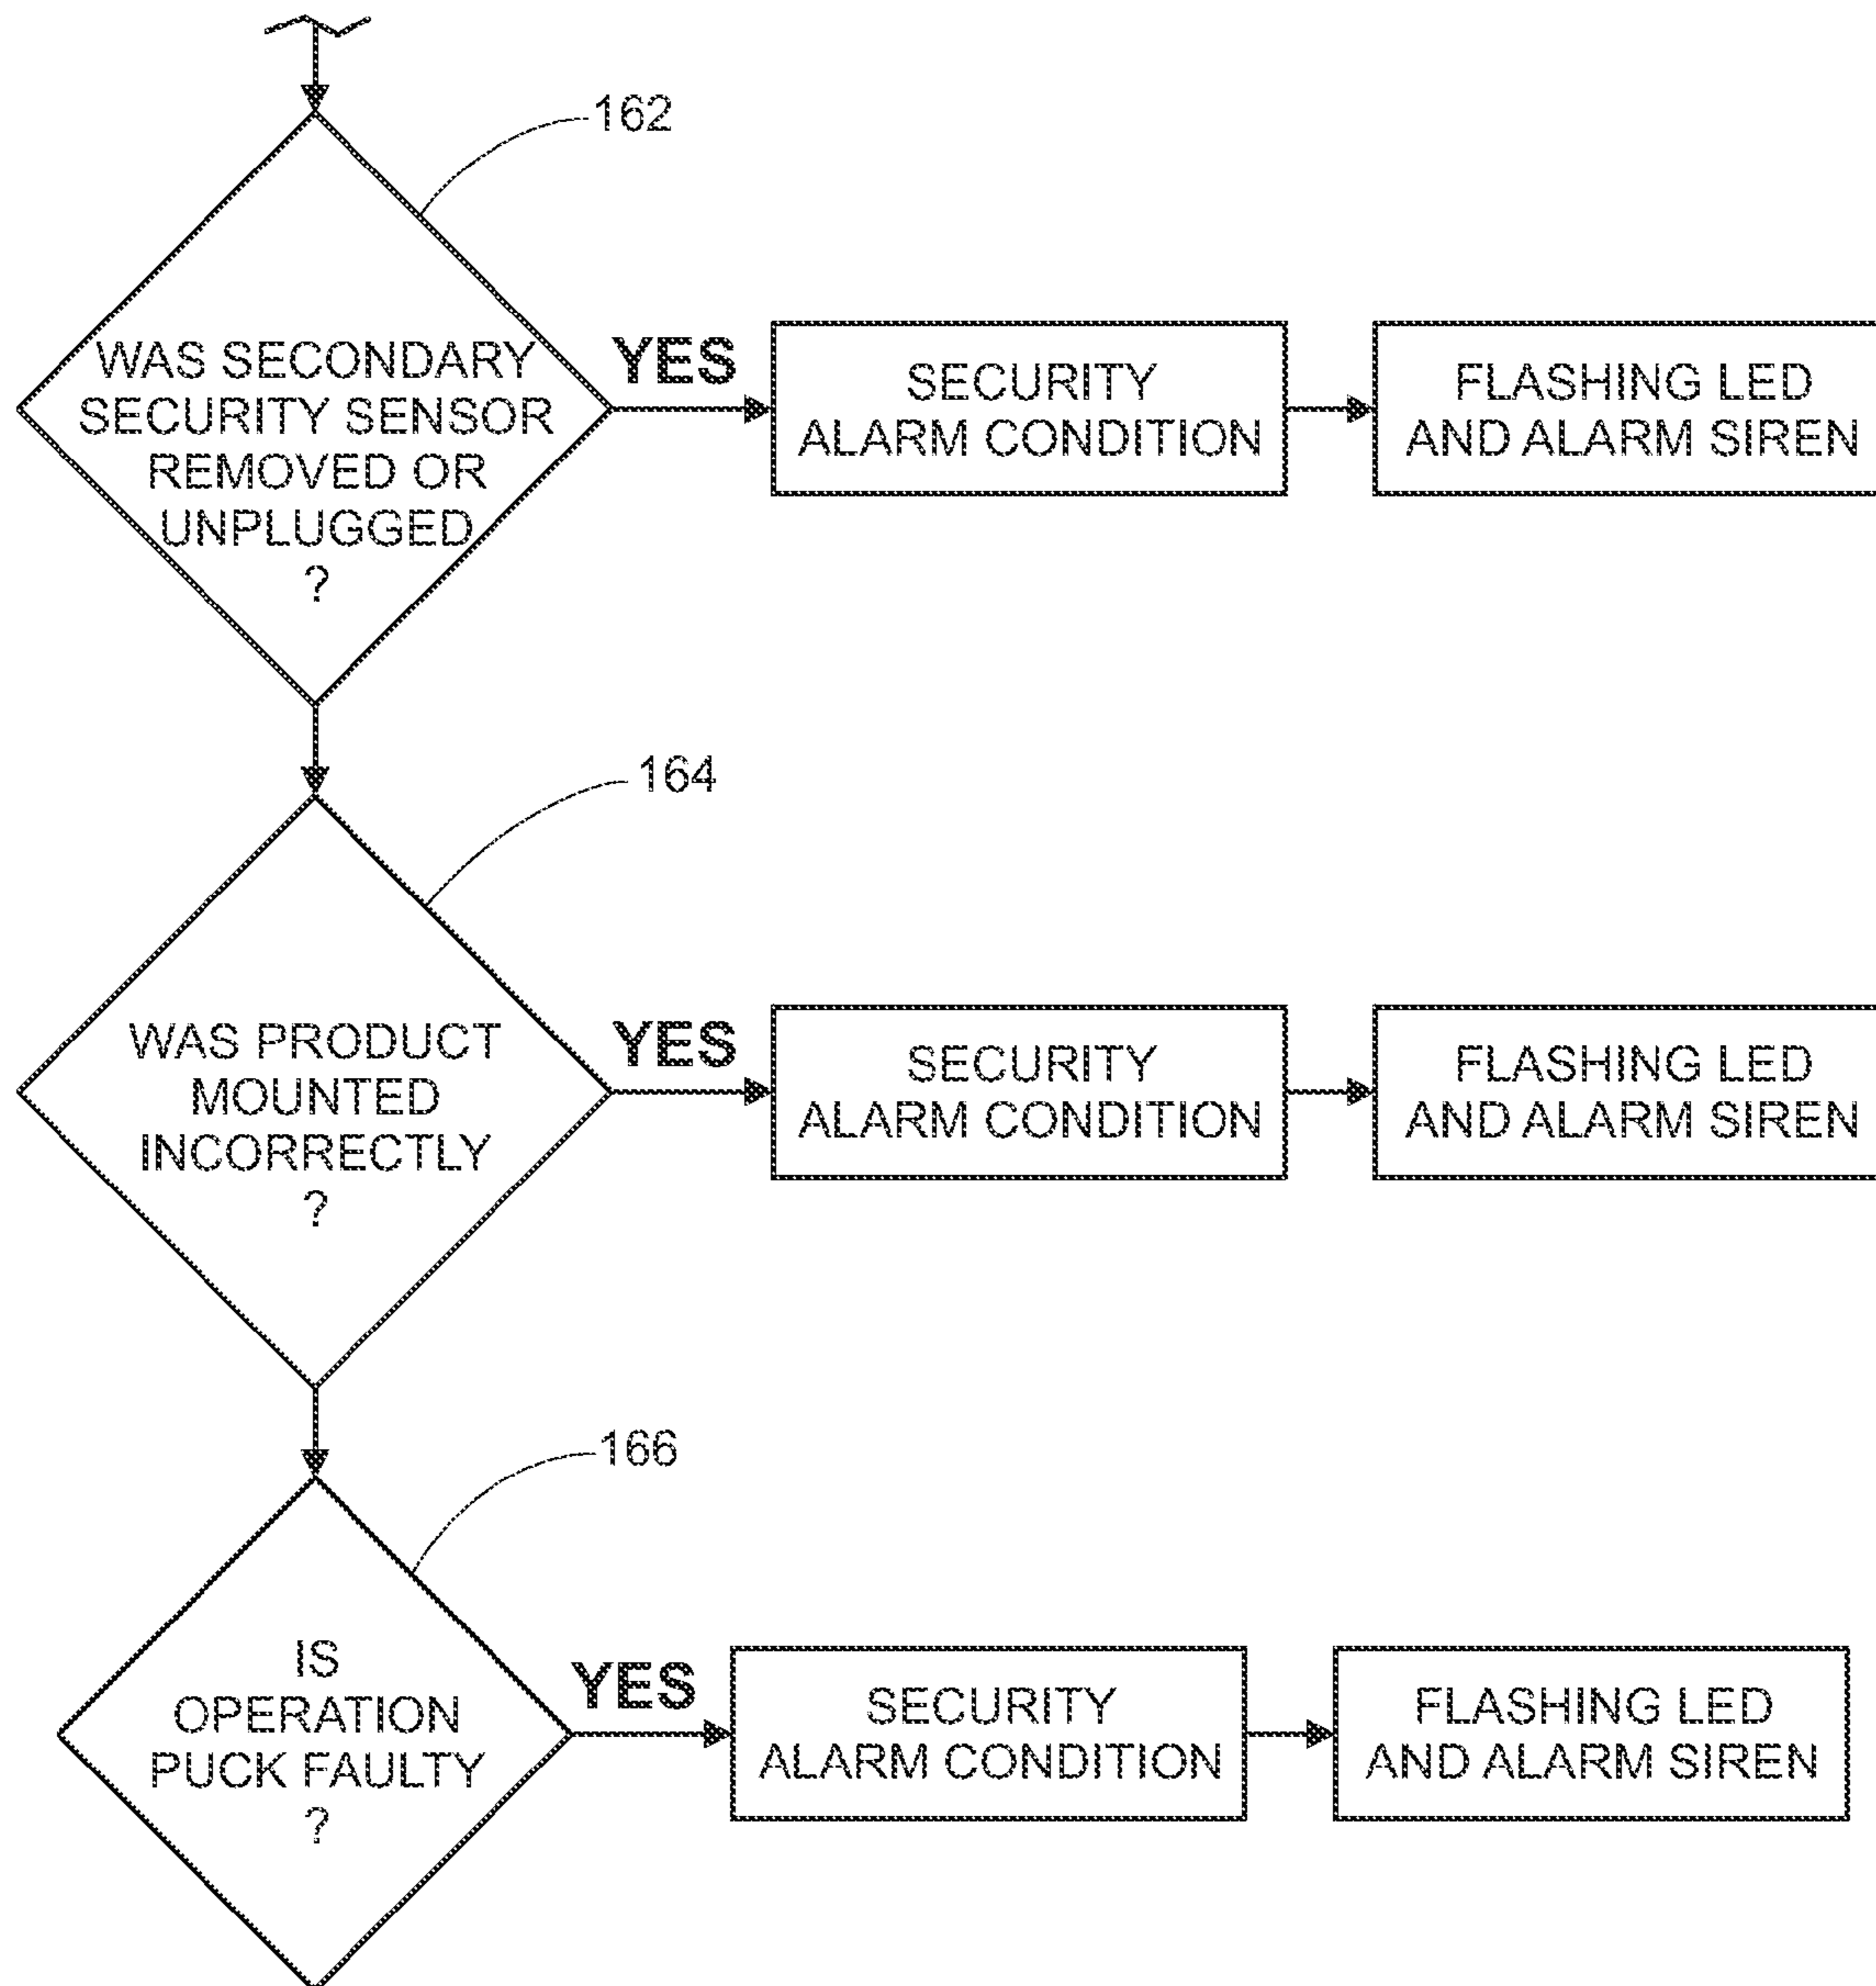 162
WAS SECONDARY
SECURITY SENSOR
REMOVED OR
UNPLUGGED
?
YES
SECURITY
ALARM CONDITION
FLASHING LED
AND ALARM SIREN
164
WAS PRODUCT
MOUNTED
INCORRECTLY
?
YES
SECURITY
ALARM CONDITION
FLASHING LED
AND ALARM SIREN
166
IS
OPERATION
PUCK FAULTY
?
YES
SECURITY
ALARM CONDITION
FLASHING LED
AND ALARM SIREN